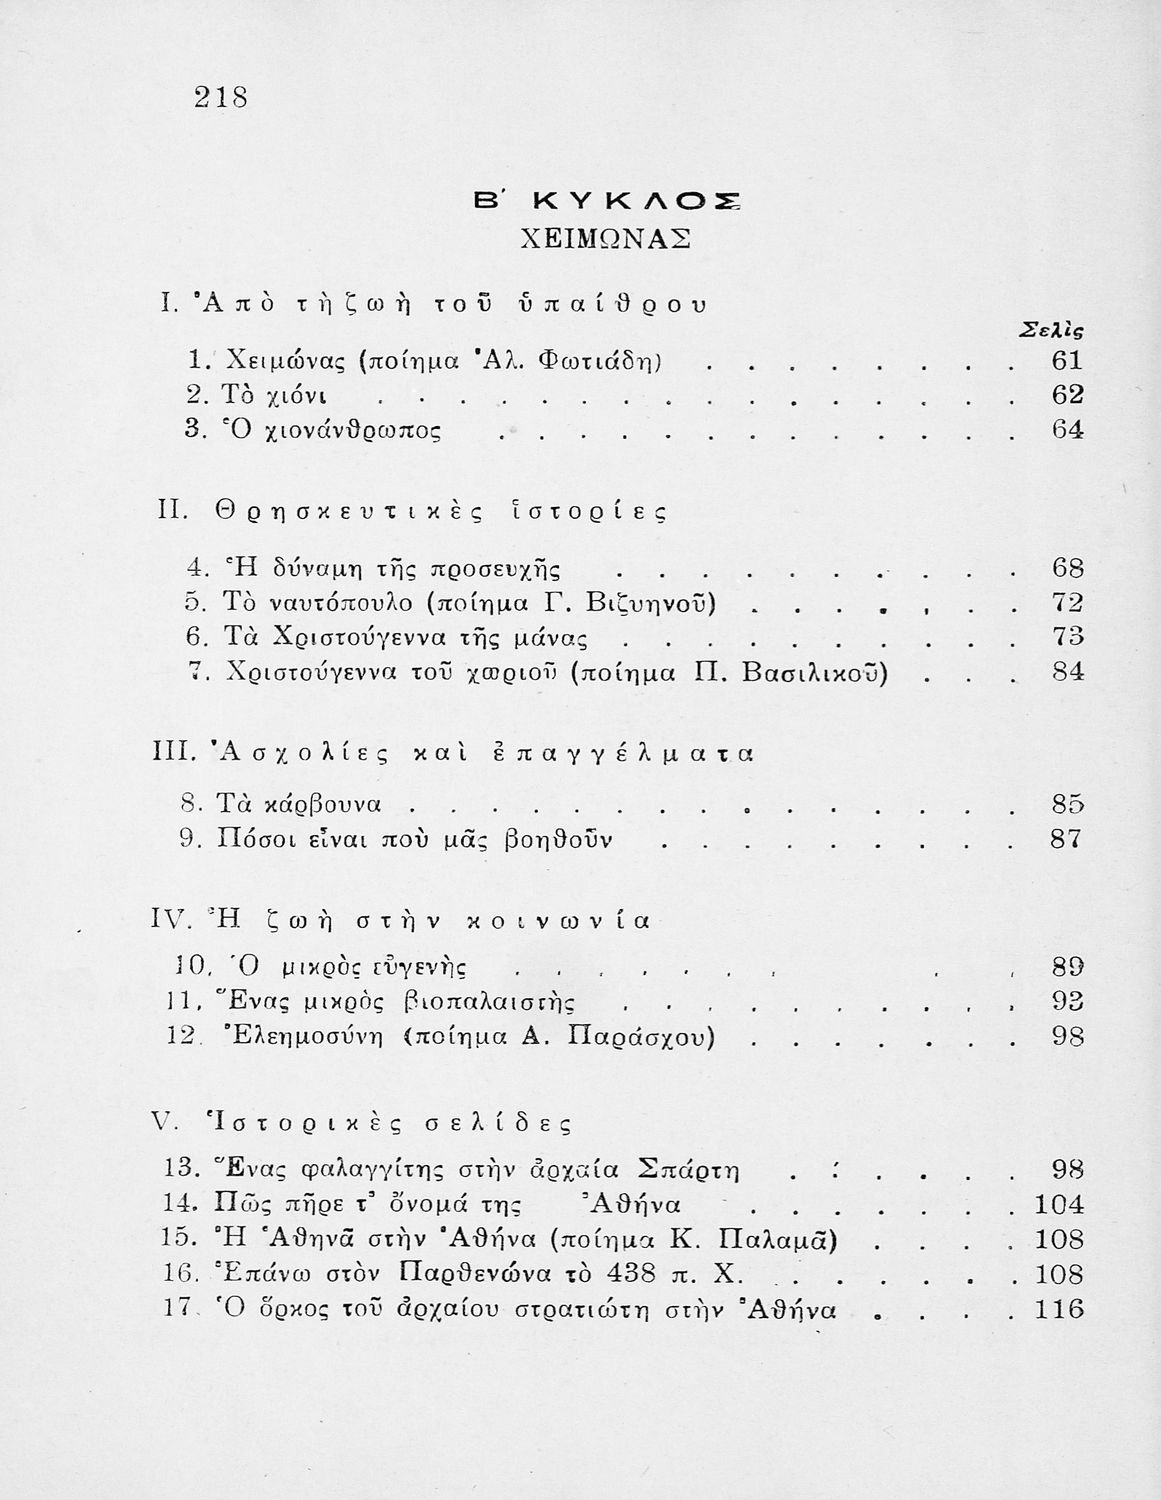 218
Β΄ ΚΥΚΛΟΣ
ΧΕΙΜΩΝΑΣ
I. Ἀπὸ τὴ ζωὴ τοῦ ὑπαίθρου
Σελὶς
1. Χειμώνας (ποίημα Ἀλ. Φωτιάδη) . . . . . . . . 61
2. Τὸ χιόνι . . . . . . . . . . . . . . . . 62
3. Ὁ χιονάνθρωπος . . . . . . . . . . . . . 64
II. Θρησκευτικὲς ἱστορίες
4. Ἡ δύναμη τῆς προσευχῆς . . . . . . . . . . 68
5. Τὸ ναυτόπουλο (ποίημα Γ. Βιζυηνοῦ) . . . . . . . 72
6. Τὰ Χριστούγεννα τῆς μάνας . . . . . . . . . . 73
7. Χριστούγεννα τοῦ χωριοῦ (ποίημα Π. Βασιλικοῦ) . . . 84
III. Ἀσχολίες καὶ ἐπαγγέλματα
8. Τὰ κάρβουνα . . . . . . . . . . . . . . . 85
9. Πόσοι εἶναι ποὺ μᾶς βοηθοῦν . . . . . . . . . 87
IV. Ἡ ζωὴ στὴν κοινωνία
10. Ὁ μικρὸς εὐγενὴς . . . . . . . . . 89
11. Ἕνας μικρὸς βιοπαλαιστὴς . . . . . . . . . . 93
12. Ἐλεημοσύνη (ποίημα Α. Παράσχου) . . . . . . . 98
V. Ἱστορικὲς σελίδες
13. Ἕνας φαλαγγίτης στὴν ἀρχαία Σπάρτη . : . . . . 98
14. Πῶς πῆρε τ᾿ ὄνομά της Ἀθήνα . . . . . . . 104
15. Ἡ Ἀθηνᾶ στὴν Ἀθήνα (ποίημα Κ. Παλαμᾶ) . . . . 108
16. Ἐπάνω στὸν Παρθενώνα τὸ 438 π. Χ. . . . . . . 108
17. Ὁ ὅρκος τοῦ ἀρχαίου στρατιώτη στὴν Ἀθήνα . . . . 116